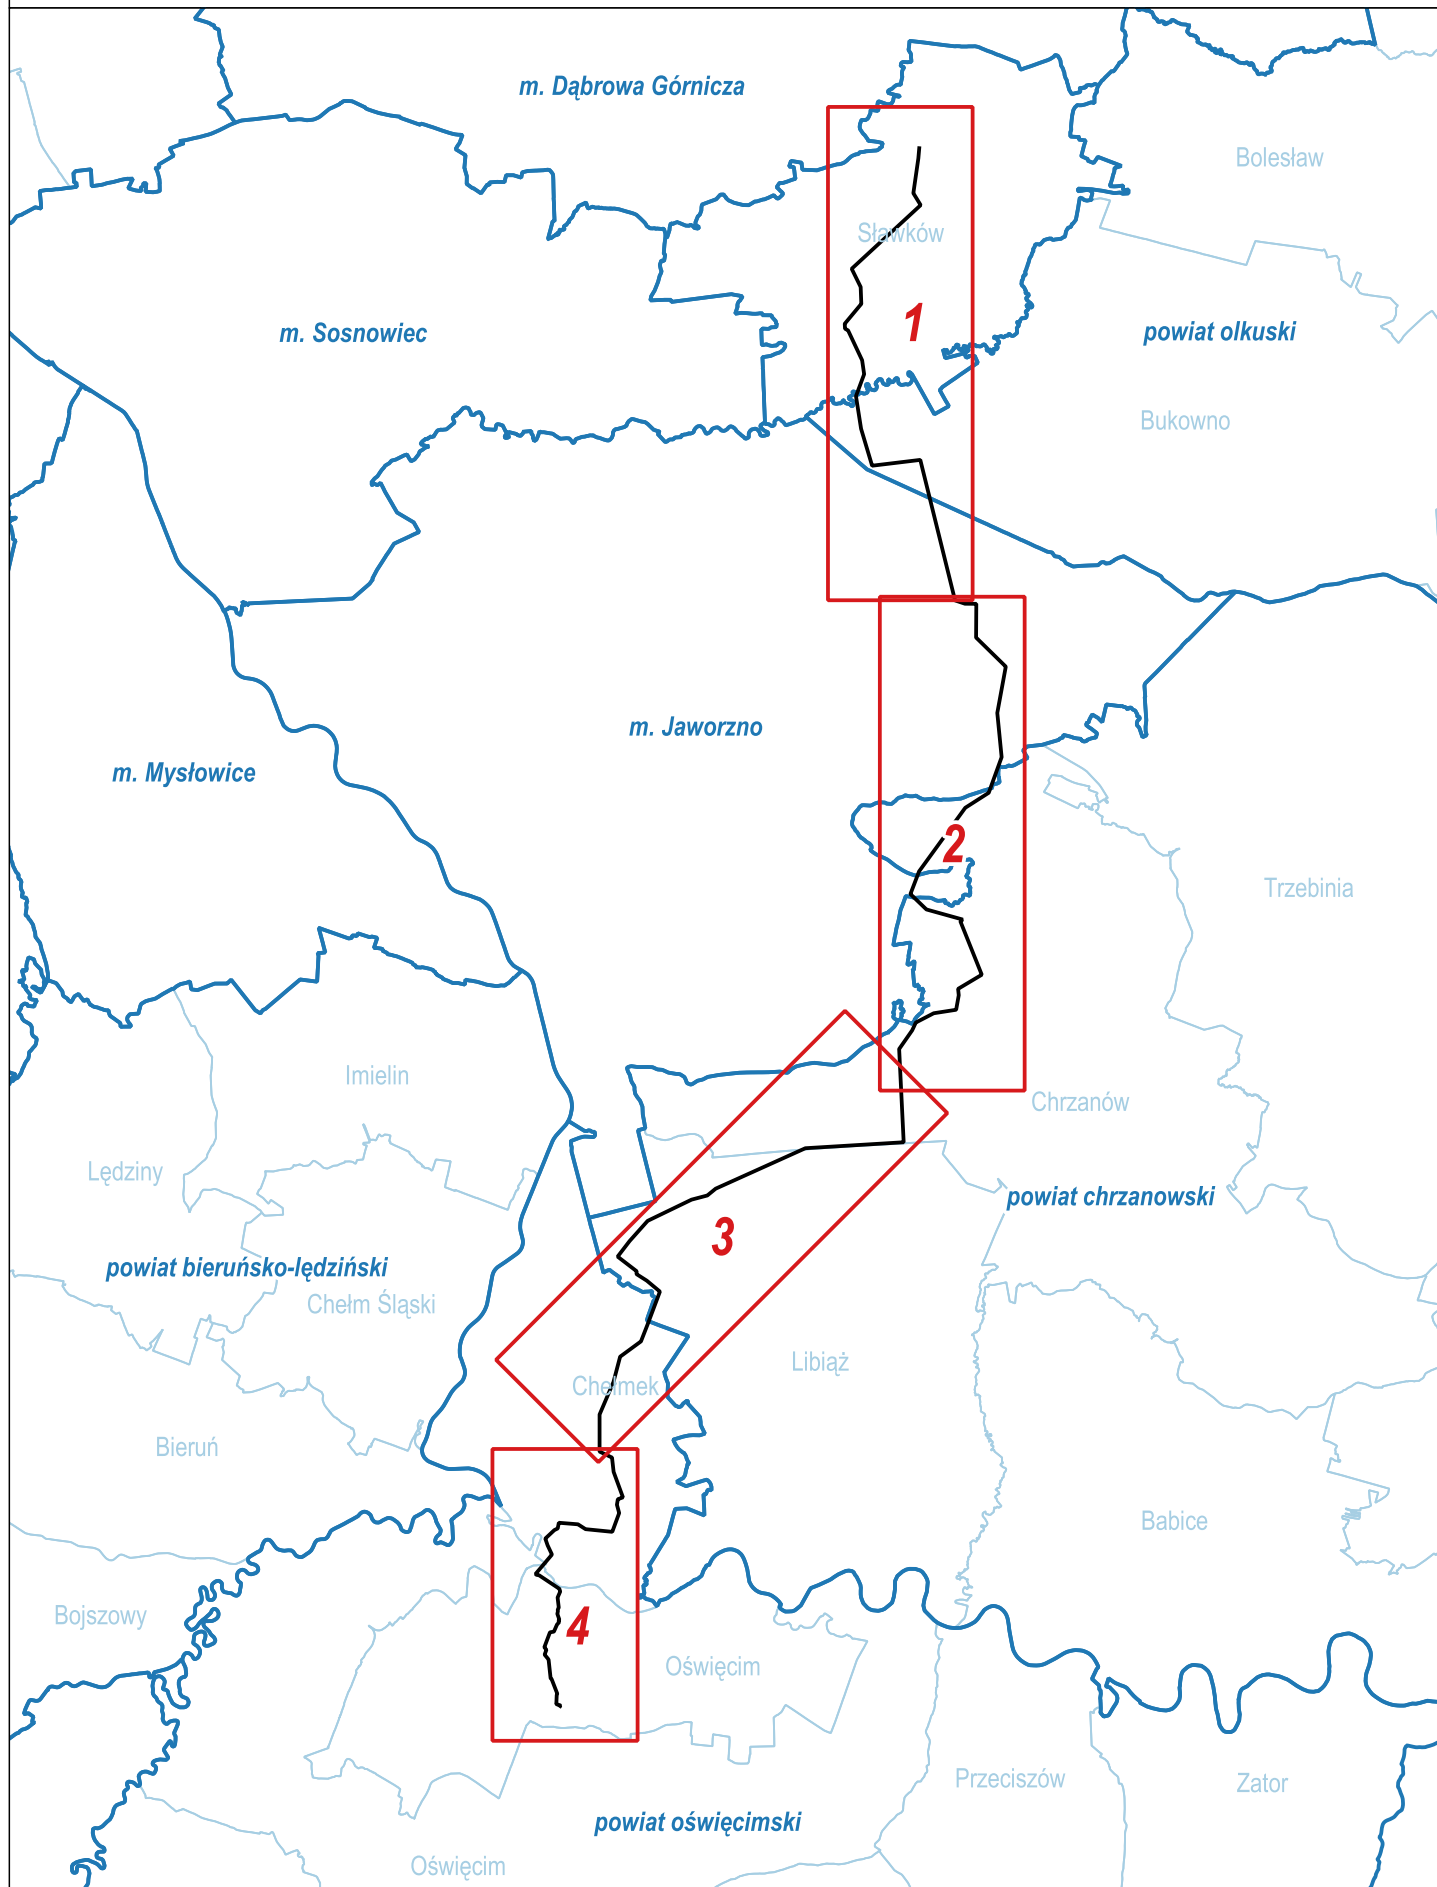 m. Dąbrowa Górnicza
Bolesław
Sławków
1
m. Sosnowiec
powiat olkuski
Bukowno
m. Jaworzno
m. Mysłowice
2
Trzebinia
Imielin
Chrzanów
Lędziny
powiat chrzanowski
3
powiat bieruńsko-lędziński
Chełm Śląski
Libiąż
Chełmek
Bieruń
Babice
Bojszowy
4
Oświęcim
Przeciszów
Zator
powiat oświęcimski
Oświęcim